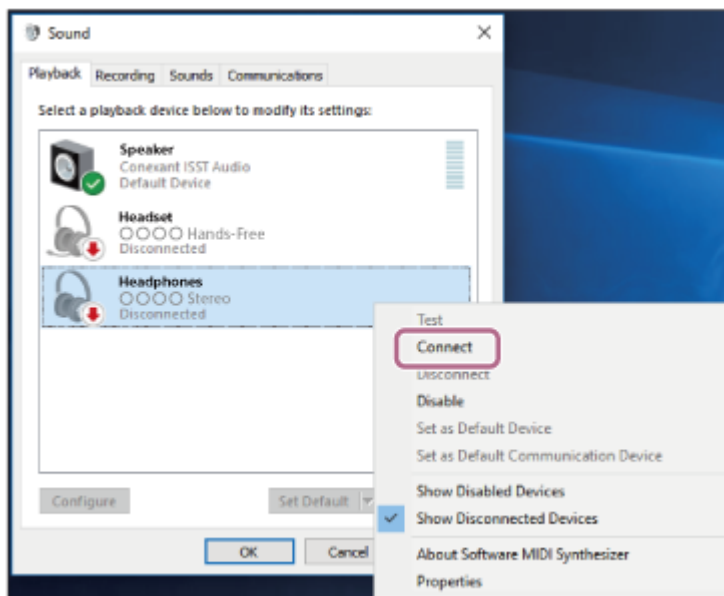 Sound
Playback Recording Sounds Communications
Select a playback device below to modify its settings:
Speaker
Conexant ISST Audio
Default Device
Headset
○○○○ Hands-Free
Disconnected
Headphones
○○○○ Stereo
Disconnected
Test
Connect
Disconnect
Disable
Set as Default Device
Set as Default Communication Device
Show Disabled Devices
Show Disconnected Devices
About Software MIDI Synthesizer
Properties
Configure Set Default
OK Cancel